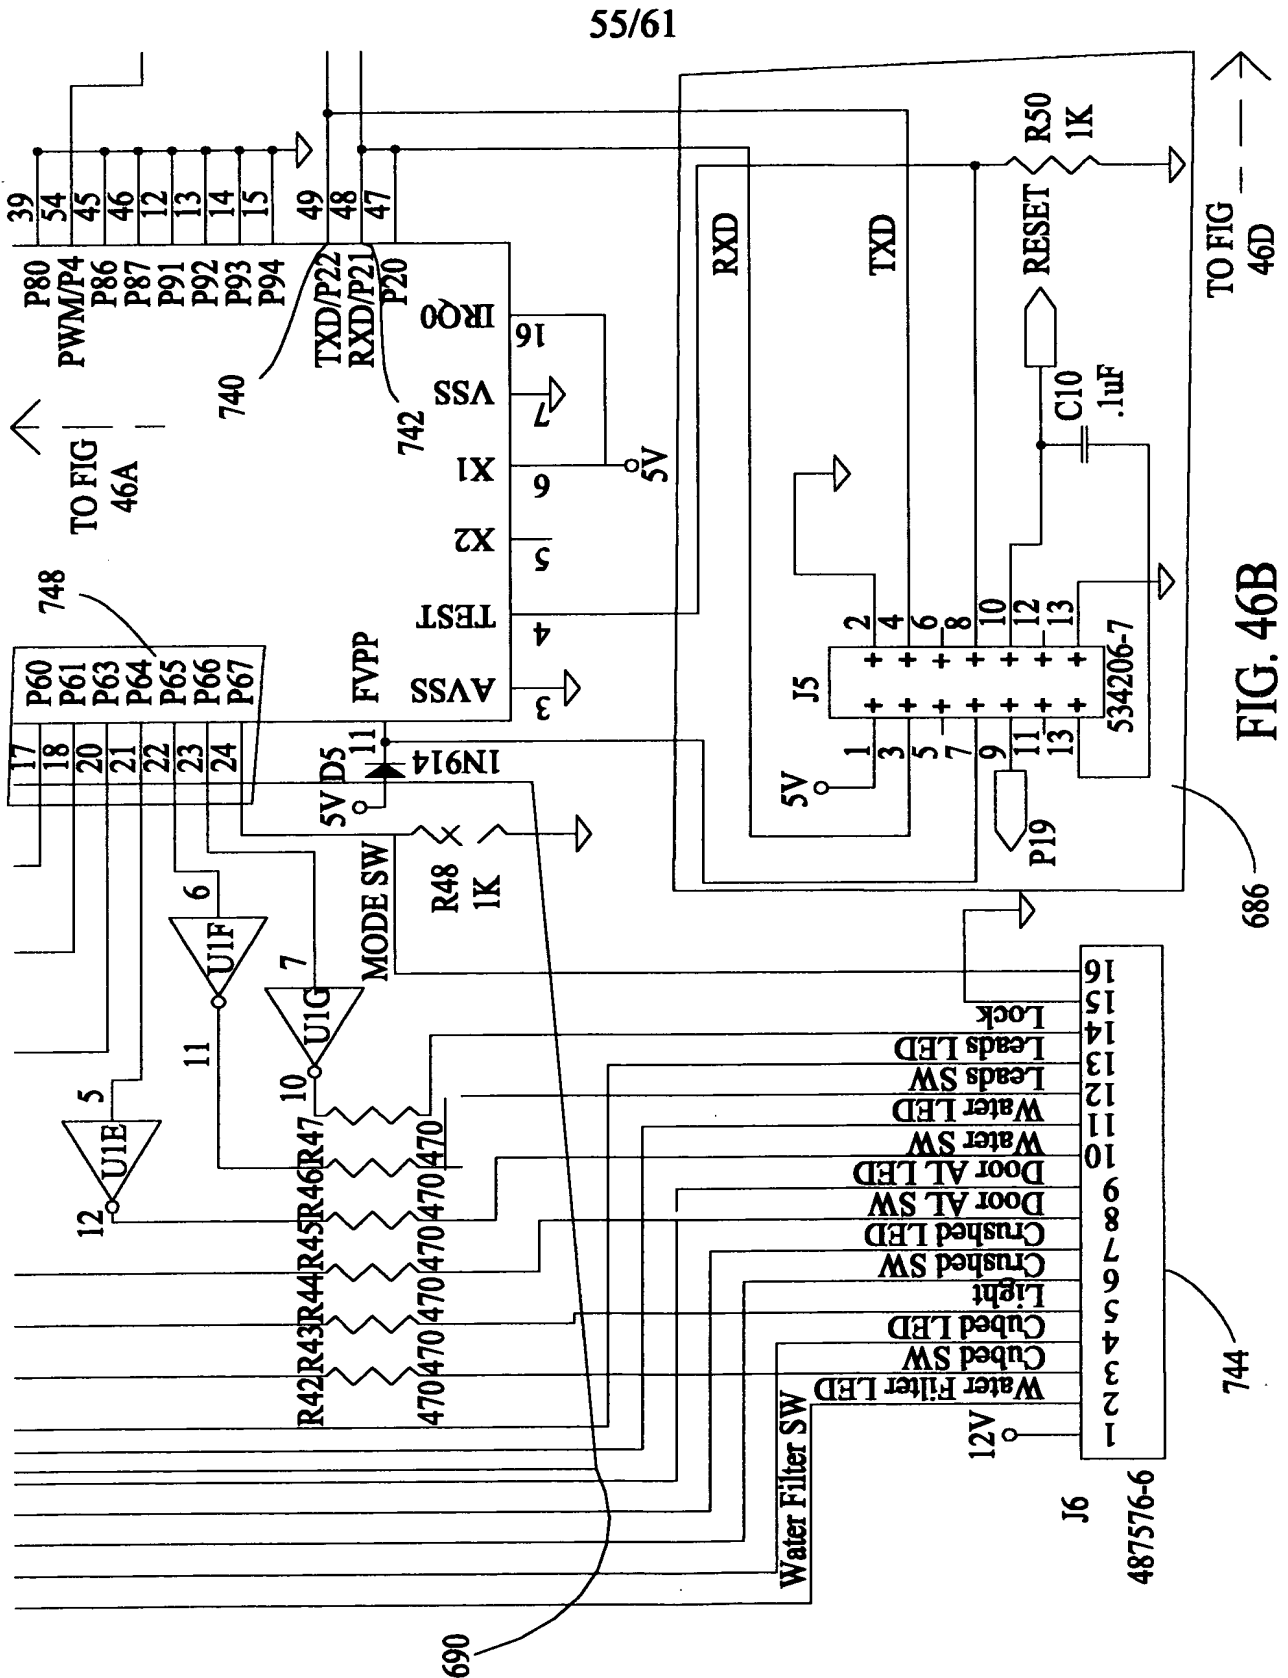 55/61
P80 39
PWM/P4 54
P86 45
P87 46
P91 12
P92 13
P93 14
P94 15
TXD/P22 49
RXD/P21 48
P20 47
740
742
IRQ0 16
VSS 7
X1 6
X2 5
TEST 4
AVSS 3
5V
FVPP 11
TO FIG
46A
748
17 P60
18 P61
20 P63
21 P64
22 P65
23 P66
24 P67
5V D5
1N914
MODE SW
R48
1K
U1E 5 12
U1F 6 11
U1G 7 10
R47 470
R46 470
R45 470
R44 470
R43 470
R42 470
690
RXD
TXD
R50
1K
RESET
C10
.1uF
J5
1 2
3 4
5 6
7 8
9 10
11 12
13 13
534206-7
5V
P19
686
TO FIG
46D
Water Filter SW
Water Filter LED
Cubed SW
Cubed LED
Light
Crushed SW
Crushed LED
Door AL SW
Door AL LED
Water SW
Water LED
Leads SW
Leads LED
Lock
12V
1 2 3 4 5 6 7 8 9 10 11 12 13 14 15 16
J6
487576-6
744
FIG. 46B